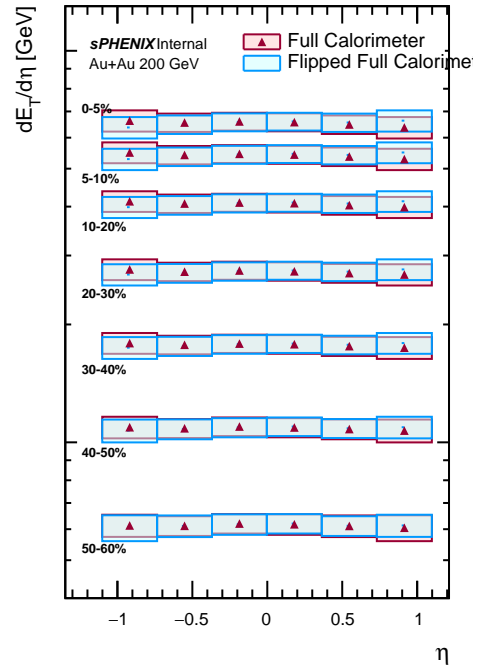 dE_T/dη [GeV]
sPHENIX Internal
Au+Au 200 GeV
Full Calorimeter
Flipped Full Calorime
0-5%
5-10%
10-20%
20-30%
30-40%
40-50%
50-60%
−1 −0.5 0 0.5 1
η